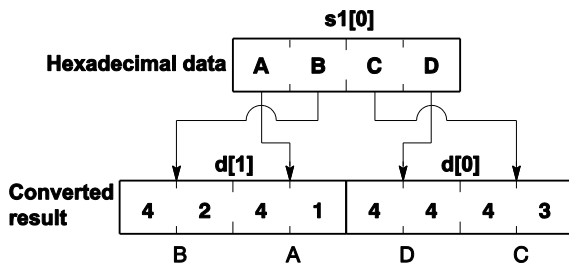 s1[0]
Hexadecimal data A B C D
d[1] d[0]
Converted result 4 2 4 1 4 4 4 3
B A D C